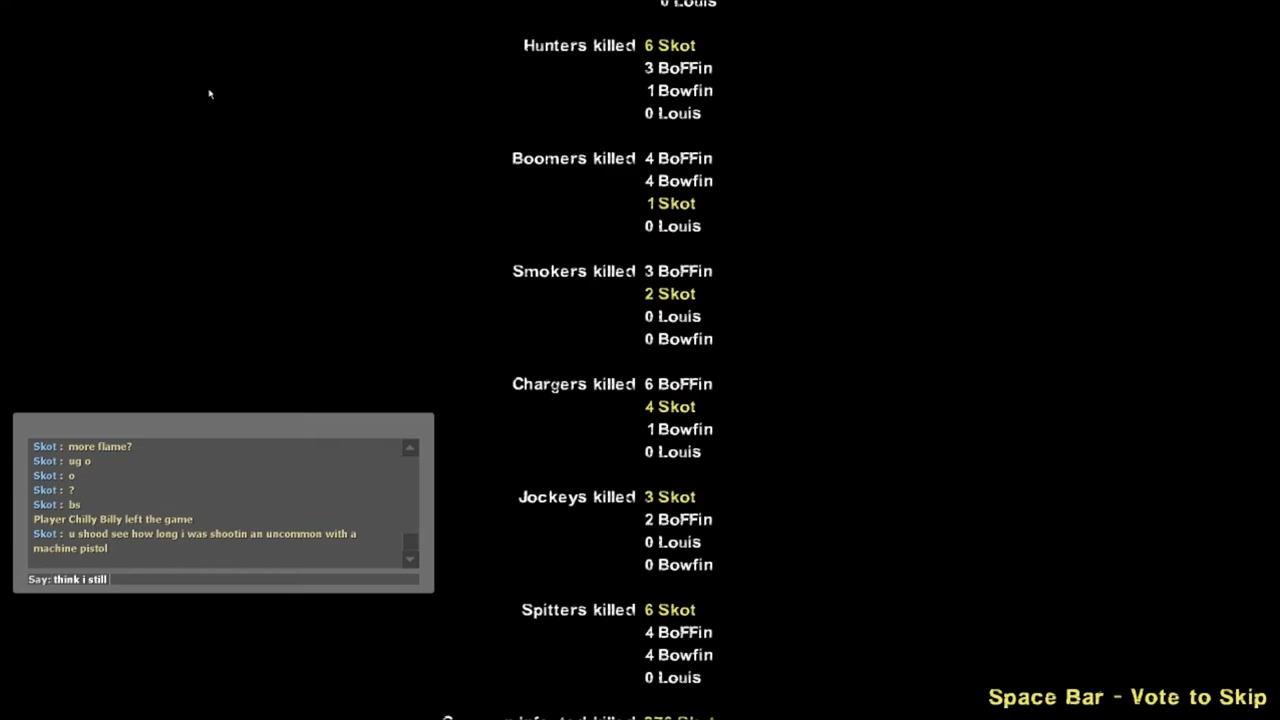 0 Louis
Hunters killed 6 Skot
3 BoFFin
1 Bowfin
0 Louis
Boomers killed 4 BoFFin
4 Bowfin
1 Skot
0 Louis
Smokers killed 3 BoFFin
2 Skot
0 Louis
0 Bowfin
Chargers killed 6 BoFFin
4 Skot
1 Bowfin
0 Louis
Jockeys killed 3 Skot
2 BoFFin
0 Louis
0 Bowfin
Spitters killed 6 Skot
4 BoFFin
4 Bowfin
0 Louis
infected killed
Skot : more flame?
Skot : ug o
Skot : o
Skot : ?
Skot : bs
Player Chilly Billy left the game
Skot : u shood see how long i was shootin an uncommon with a
machine pistol
Say: think i still
Space Bar - Vote to Skip